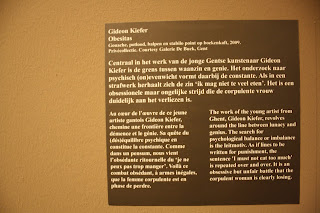 Gideon Kiefer
Obesitas
Gouache, potlood, balpen en stabilo point op boekenkaft, 2009.
Privécollectie. Courtesy Galerie De Buck, Gent
Centraal in het werk van de jonge Gentse kunstenaar Gideon
Kiefer is de grens tussen waanzin en genie. Het onderzoek naar
psychisch (on)evenwicht vormt daarbij de constante. Als in een
strafwerk herhaalt zich de zin 'ik mag niet te veel eten'. Het is een
obsessionele maar ongelijke strijd die de corpulente vrouw
duidelijk aan het verliezen is.
Au cœur de l'œuvre de ce jeune
artiste gantois Gideon Kiefer,
chemine une frontière entre la
démence et le génie. Sa quête du
(dés)équilibre psychique en
constitue la constante. Comme
dans un pensum, nous vient
l'obsédante ritournelle du 'je ne
peux pas trop manger'. Voilà ce
combat obsédant, à armes inégales,
que la femme corpulente est en
phase de perdre.
The work of the young artist from
Ghent, Gideon Kiefer, revolves
around the line between lunacy and
genius. The search for
psychological balance or imbalance
is the leitmotiv. As if lines to be
written for punishment, the
sentence 'I must not eat too much'
is repeated over and over. It is an
obsessive but unfair battle that the
corpulent woman is clearly losing.